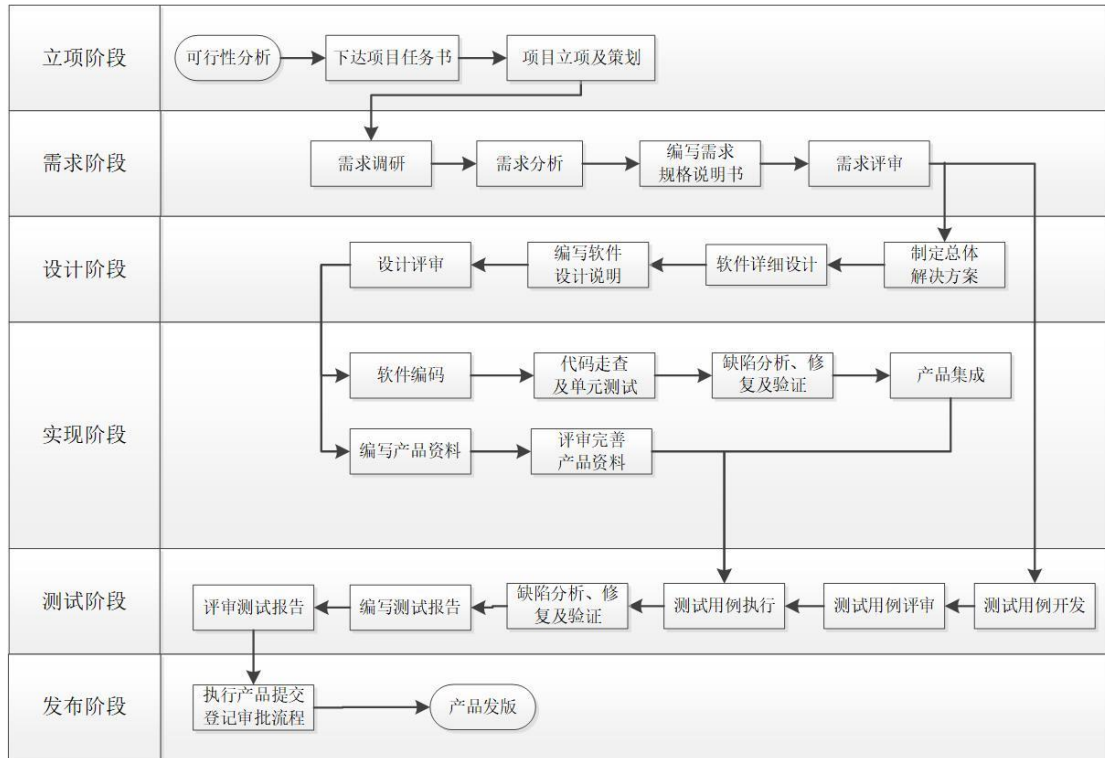 立项阶段
可行性分析
下达项目任务书
项目立项及策划
需求阶段
需求调研
需求分析
编写需求
规格说明书
需求评审
设计阶段
设计评审
编写软件
设计说明
软件详细设计
制定总体
解决方案
实现阶段
软件编码
代码走查
及单元测试
缺陷分析、修
复及验证
产品集成
编写产品资料
评审完善
产品资料
测试阶段
评审测试报告
编写测试报告
缺陷分析、修
复及验证
测试用例执行
测试用例评审
测试用例开发
发布阶段
执行产品提交
登记审批流程
产品发版